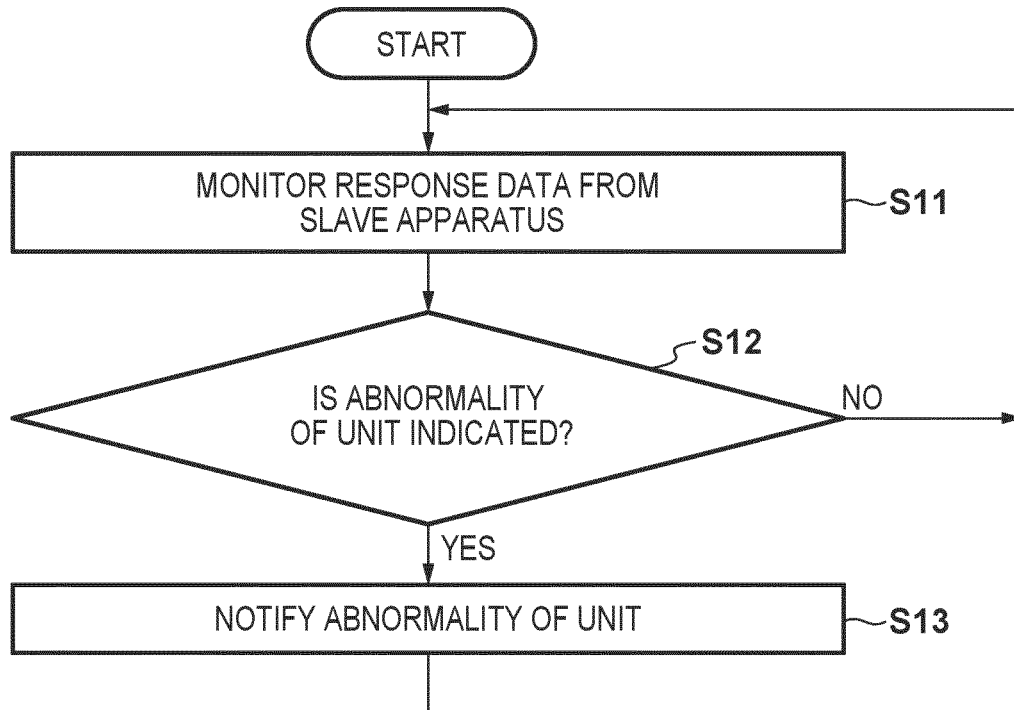 START
MONITOR RESPONSE DATA FROM
SLAVE APPARATUS
S11
S12
IS ABNORMALITY
OF UNIT INDICATED?
NO
YES
NOTIFY ABNORMALITY OF UNIT
S13